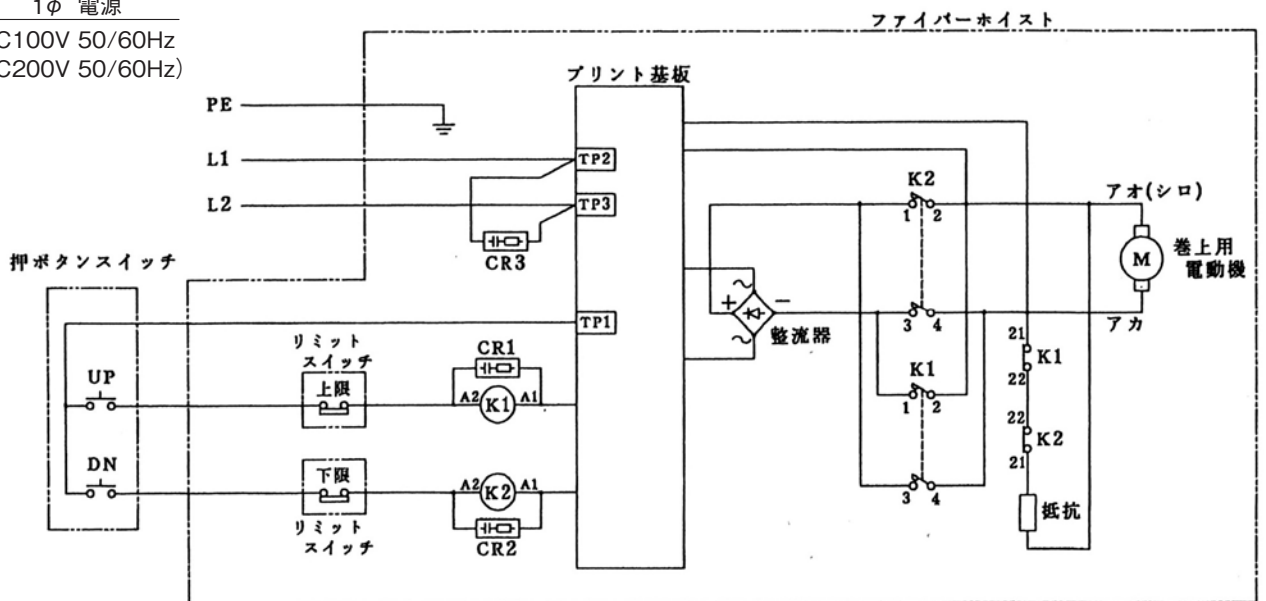 1φ 電源
C100V 50/60Hz
C200V 50/60Hz)
ファイバーホイスト
プリント基板
PE
L1
TP2
K2
アオ(シロ)
L2
TP3
1 2
CR3
M
巻上用
電動機
押ボタンスイッチ
+
−
3 4
アカ
整流器
TP1
リミット
スイッチ
CR1
21
K1
K1
22
UP
上限
A2
K1
A1
1 2
22
K2
21
DN
下限
A2
K2
A1
3 4
抵抗
リミット
スイッチ
CR2